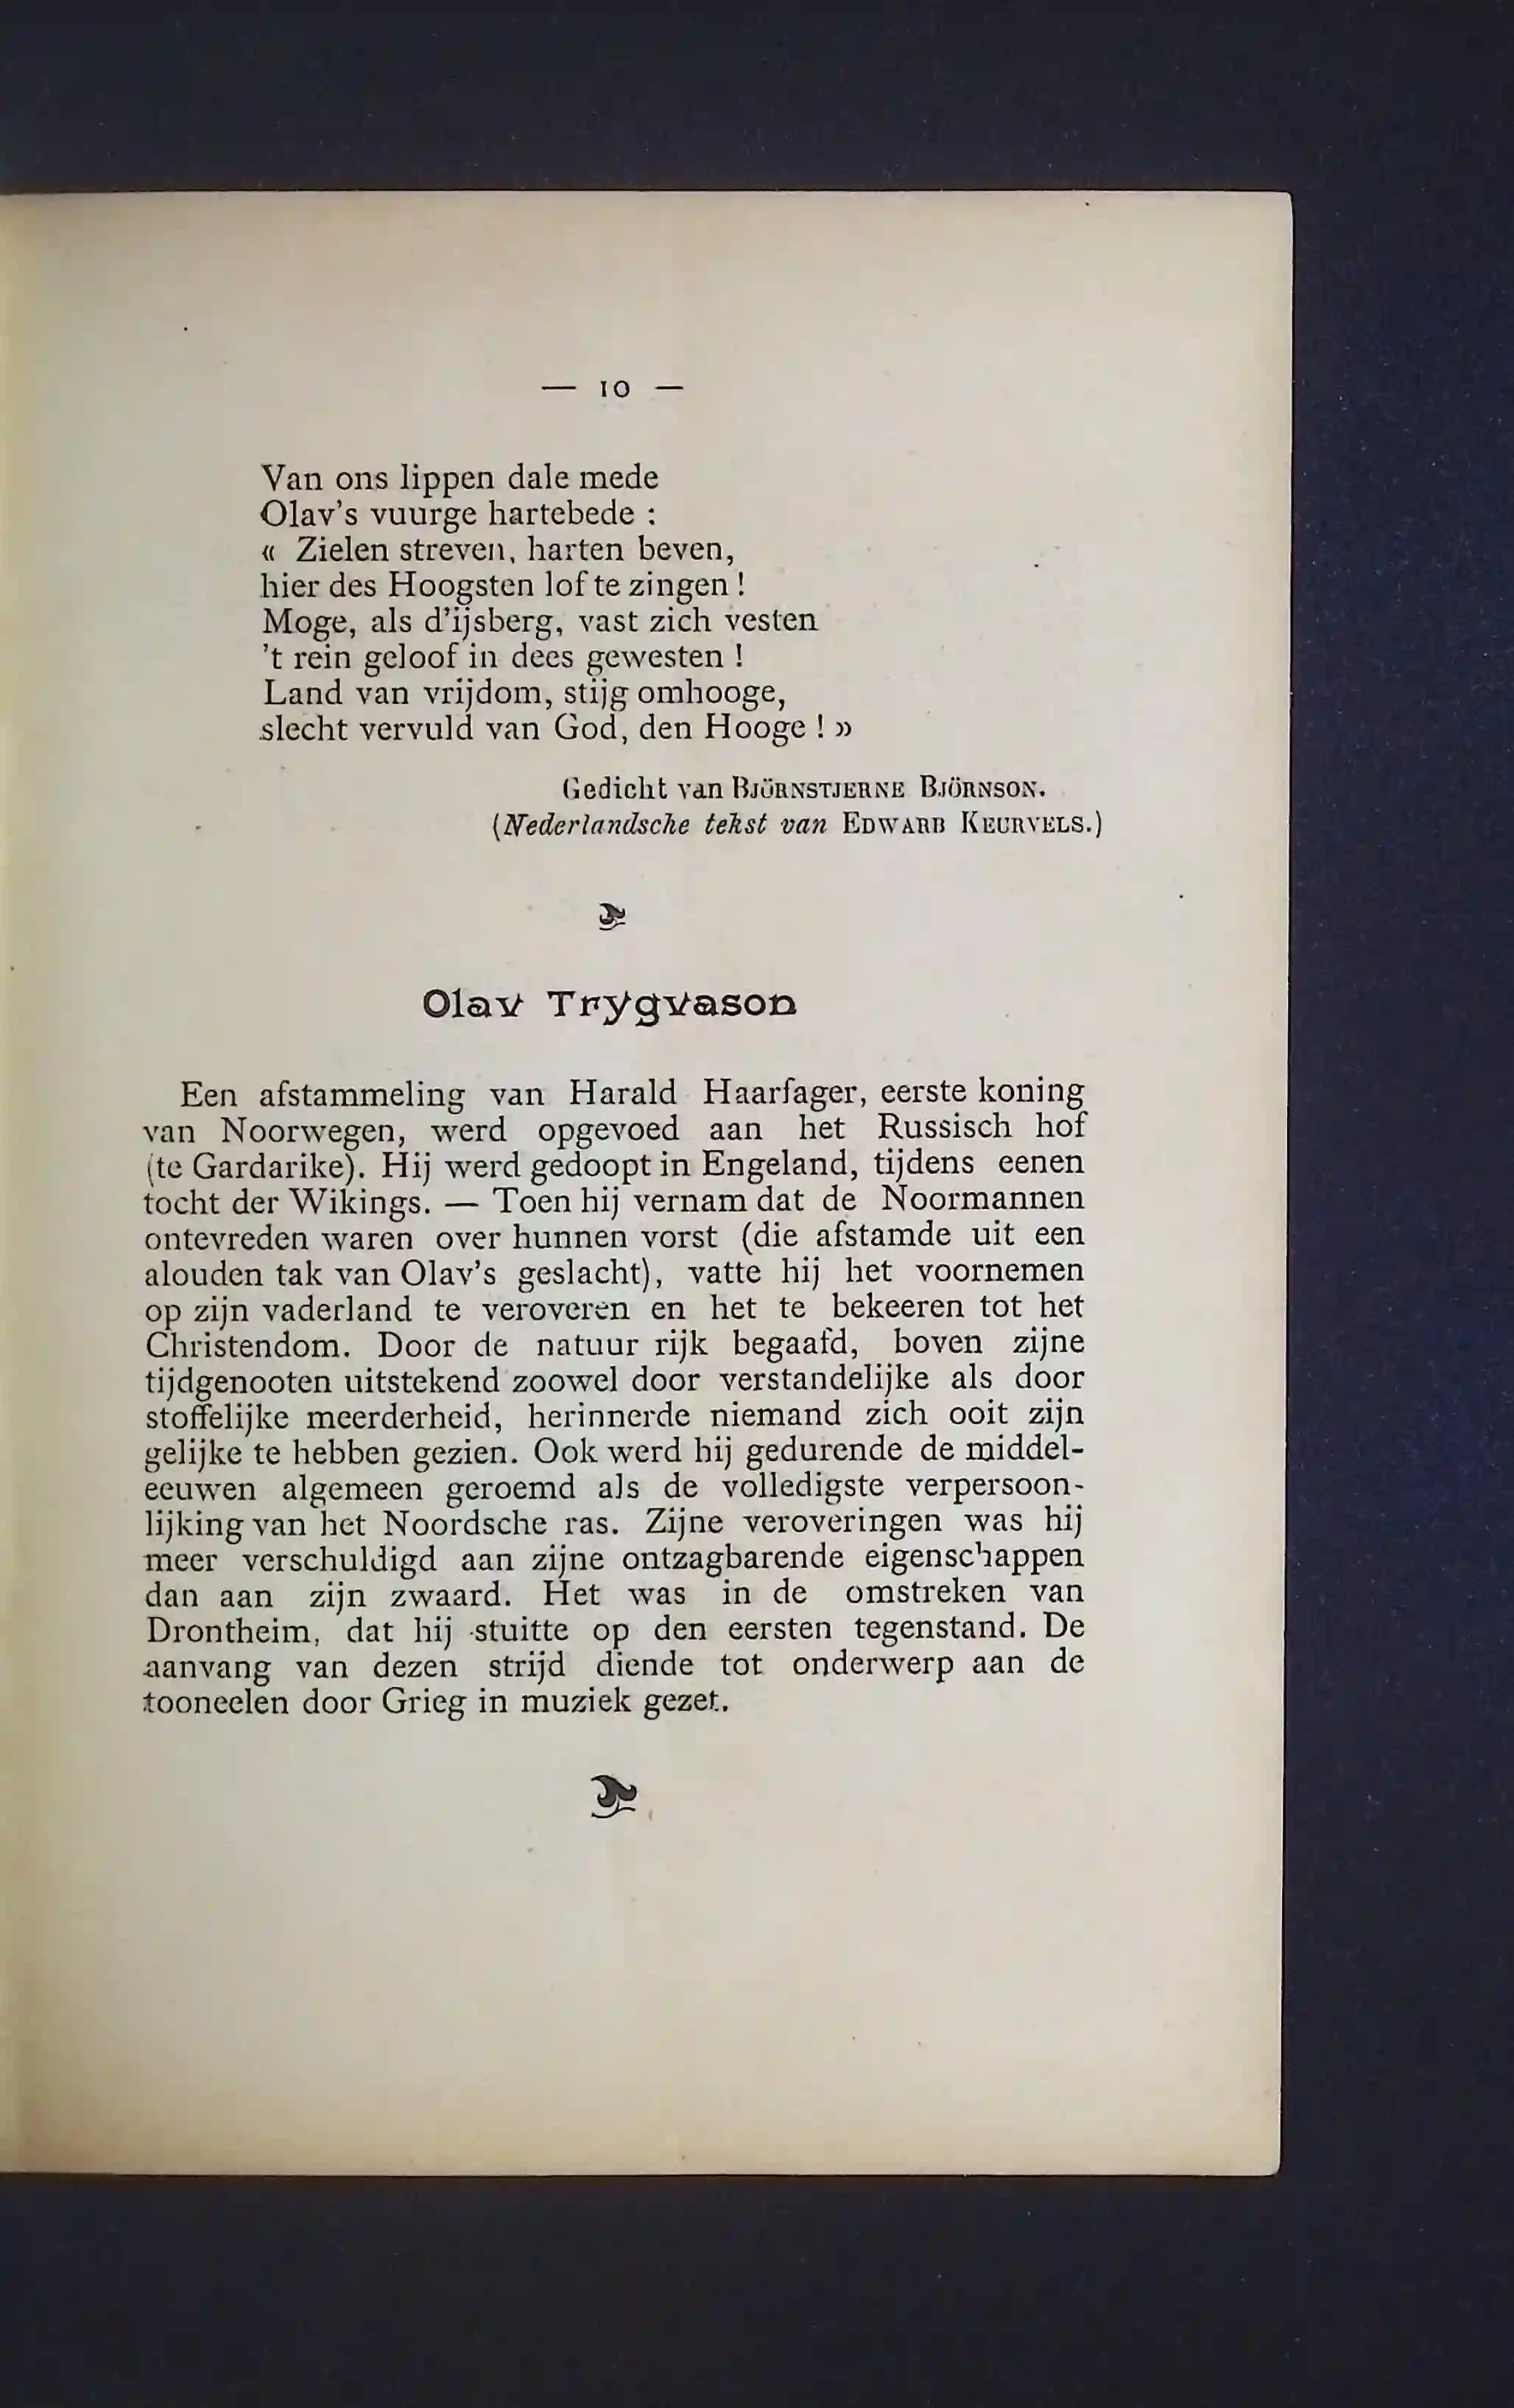 — 10 —
Van ons lippen dale mede
Olav's vuurge hartebede :
« Zielen streven, harten beven,
hier des Hoogsten lof te zingen !
Moge, als d'ijsberg, vast zich vesten
't rein geloof in dees gewesten !
Land van vrijdom, stijg omhooge,
slecht vervuld van God, den Hooge ! »
Gedicht van Björnstjerne Björnson.
(Nederlandsche tekst van Edward Keurvels.)
Olav Trygvason
Een afstammeling van Harald Haarfager, eerste koning
van Noorwegen, werd opgevoed aan het Russisch hof
(te Gardarike). Hij werd gedoopt in Engeland, tijdens eenen
tocht der Wikings. — Toen hij vernam dat de Noormannen
ontevreden waren over hunnen vorst (die afstamde uit een
alouden tak van Olav's geslacht), vatte hij het voornemen
op zijn vaderland te veroveren en het te bekeeren tot het
Christendom. Door de natuur rijk begaafd, boven zijne
tijdgenooten uitstekend zoowel door verstandelijke als door
stoffelijke meerderheid, herinnerde niemand zich ooit zijn
gelijke te hebben gezien. Ook werd hij gedurende de middel-
eeuwen algemeen geroemd als de volledigste verpersoon-
lijking van het Noordsche ras. Zijne veroveringen was hij
meer verschuldigd aan zijne ontzagbarende eigenschappen
dan aan zijn zwaard. Het was in de omstreken van
Drontheim, dat hij stuitte op den eersten tegenstand. De
aanvang van dezen strijd diende tot onderwerp aan de
tooneelen door Grieg in muziek gezet.